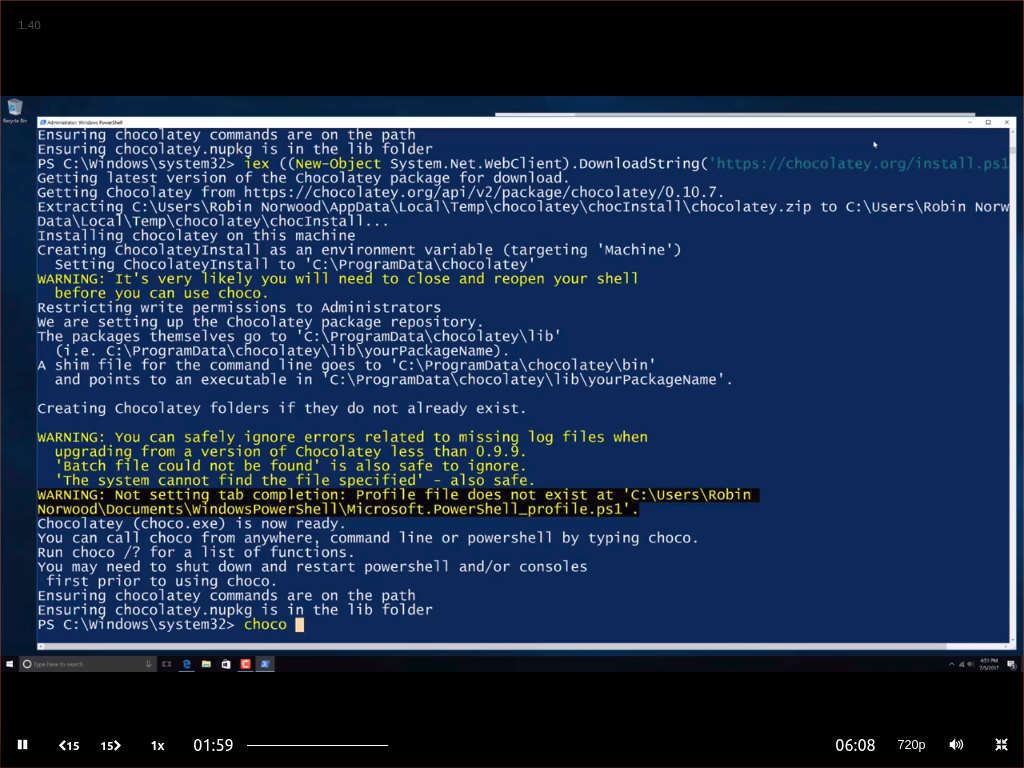 1.40
Recycle Bin
Administrator: Windows PowerShell
Ensuring chocolatey commands are on the path
Ensuring chocolatey.nupkg is in the lib folder
PS C:\Windows\system32> iex ((New-Object System.Net.WebClient).DownloadString('https://chocolatey.org/install.ps1
Getting latest version of the Chocolatey package for download.
Getting Chocolatey from https://chocolatey.org/api/v2/package/chocolatey/0.10.7.
Extracting C:\Users\Robin Norwood\AppData\Local\Temp\chocolatey\chocInstall\chocolatey.zip to C:\Users\Robin Norw
Data\Local\Temp\chocolatey\chocInstall...
Installing chocolatey on this machine
Creating ChocolateyInstall as an environment variable (targeting 'Machine')
  Setting ChocolateyInstall to 'C:\ProgramData\chocolatey'
WARNING: It's very likely you will need to close and reopen your shell
  before you can use choco.
Restricting write permissions to Administrators
We are setting up the Chocolatey package repository.
The packages themselves go to 'C:\ProgramData\chocolatey\lib'
  (i.e. C:\ProgramData\chocolatey\lib\yourPackageName).
A shim file for the command line goes to 'C:\ProgramData\chocolatey\bin'
  and points to an executable in 'C:\ProgramData\chocolatey\lib\yourPackageName'.
Creating Chocolatey folders if they do not already exist.
WARNING: You can safely ignore errors related to missing log files when
  upgrading from a version of Chocolatey less than 0.9.9.
  'Batch file could not be found' is also safe to ignore.
  'The system cannot find the file specified' - also safe.
WARNING: Not setting tab completion: Profile file does not exist at 'C:\Users\Robin
Norwood\Documents\WindowsPowerShell\Microsoft.PowerShell_profile.ps1'.
Chocolatey (choco.exe) is now ready.
You can call choco from anywhere, command line or powershell by typing choco.
Run choco /? for a list of functions.
You may need to shut down and restart powershell and/or consoles
 first prior to using choco.
Ensuring chocolatey commands are on the path
Ensuring chocolatey.nupkg is in the lib folder
PS C:\Windows\system32> choco
Type here to search
4:51 PM
7/5/2017
15 15 1x 01:59 06:08 720p